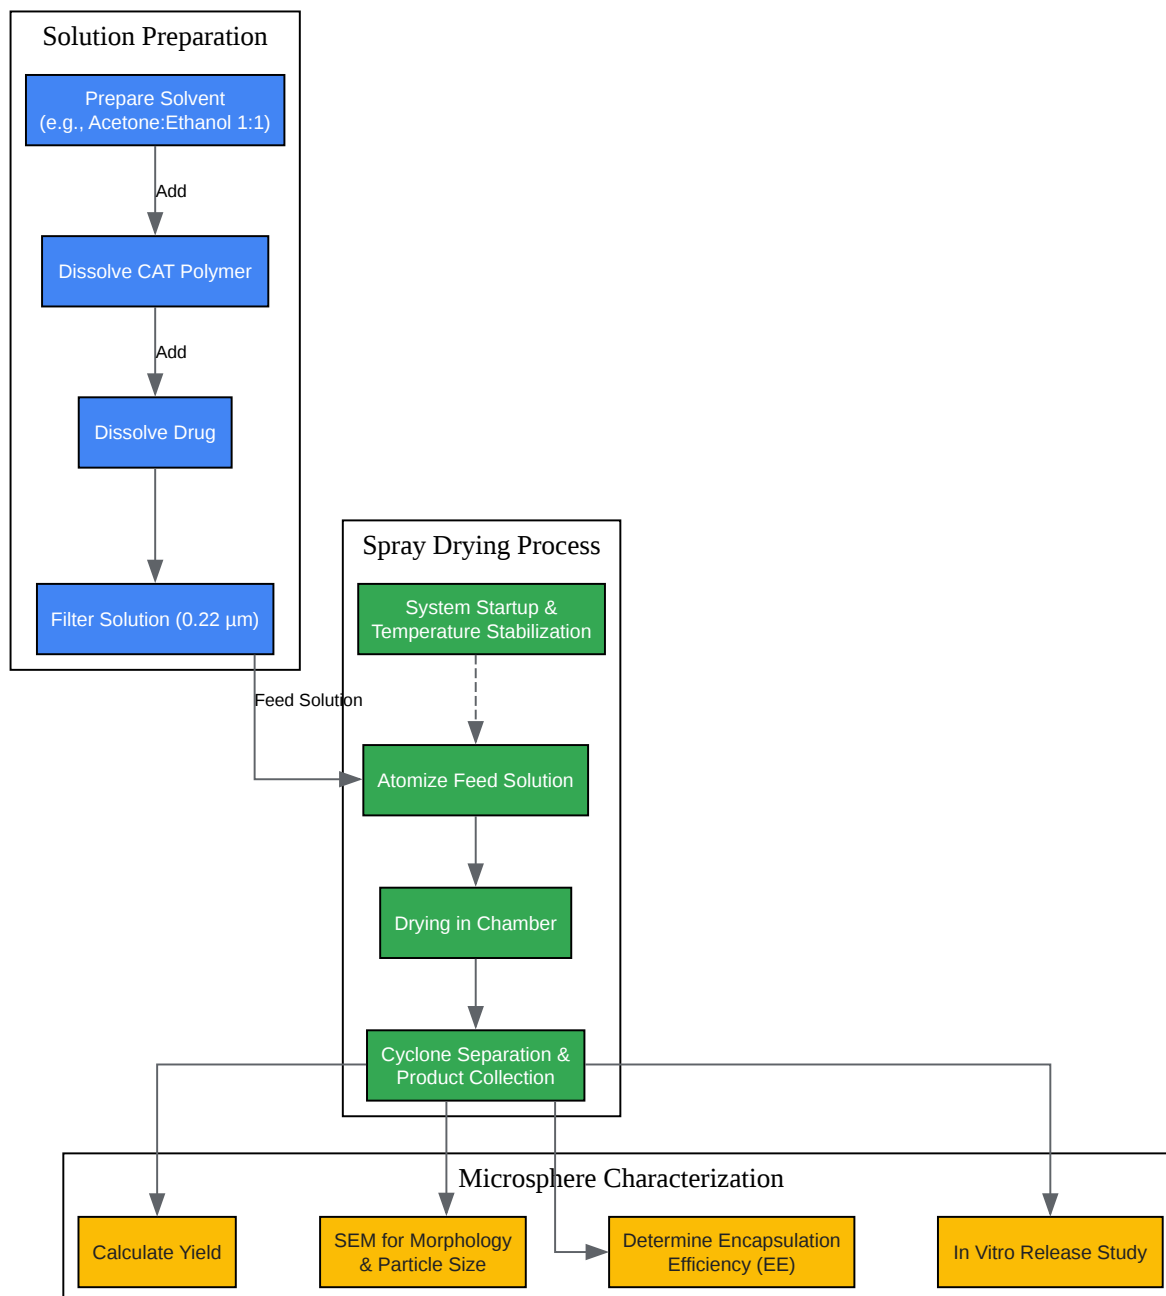 Solution Preparation
Prepare Solvent
(e.g., Acetone:Ethanol 1:1)
Add
Dissolve CAT Polymer
Add
Dissolve Drug
Filter Solution (0.22 µm)
Feed Solution
Spray Drying Process
System Startup &
Temperature Stabilization
Atomize Feed Solution
Drying in Chamber
Cyclone Separation &
Product Collection
Microsphere Characterization
Calculate Yield
SEM for Morphology
& Particle Size
Determine Encapsulation
Efficiency (EE)
In Vitro Release Study